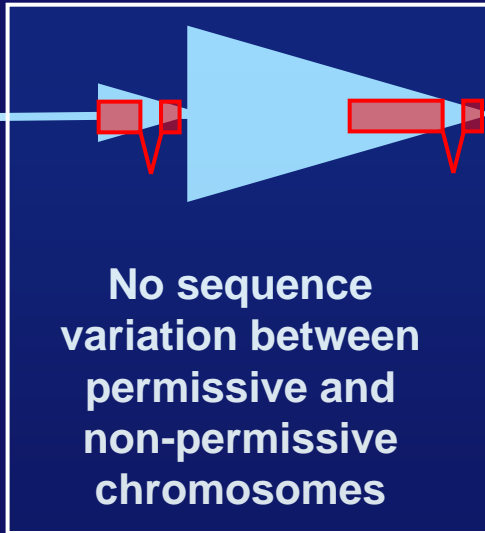 No sequence
variation between
permissive and
non-permissive
chromosomes